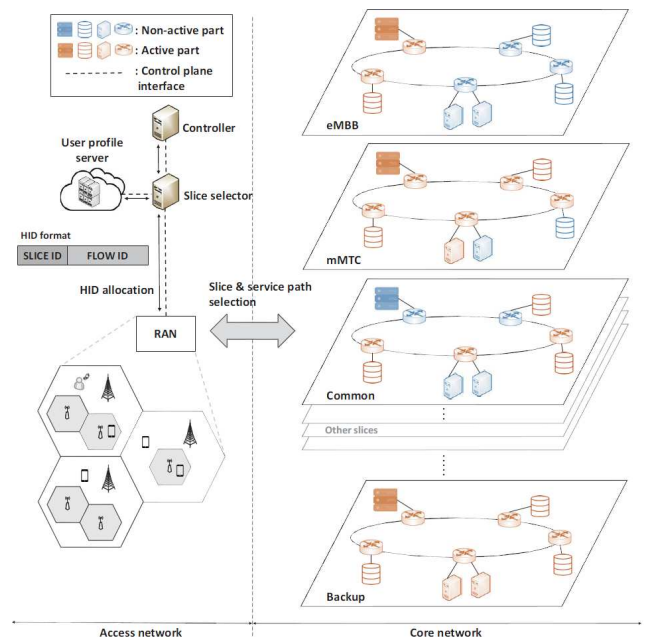 : Non-active part
: Active part
: Control plane
interface
Controller
User profile
server
Slice selector
HID format
SLICE ID FLOW ID
HID allocation
Slice & service path
selection
RAN
eMBB
mMTC
Common
Other slices
Backup
Access network
Core network